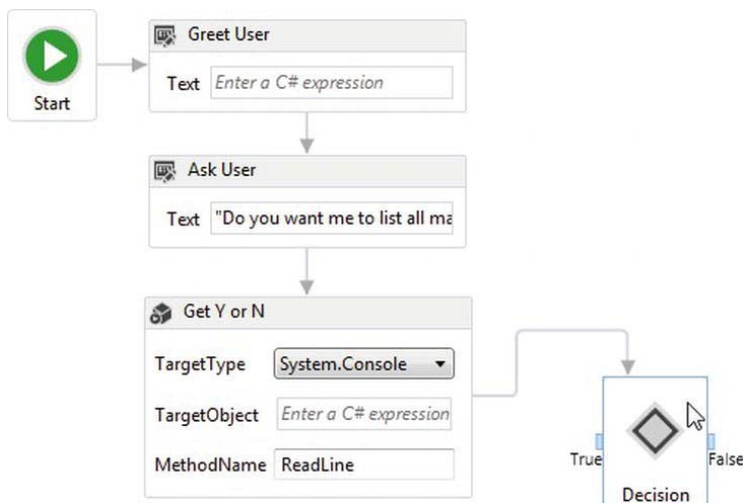 Start
Greet User
Text Enter a C# expression
Ask User
Text "Do you want me to list all ma
Get Y or N
TargetType System.Console
TargetObject Enter a C# expression
MethodName ReadLine
True False
Decision